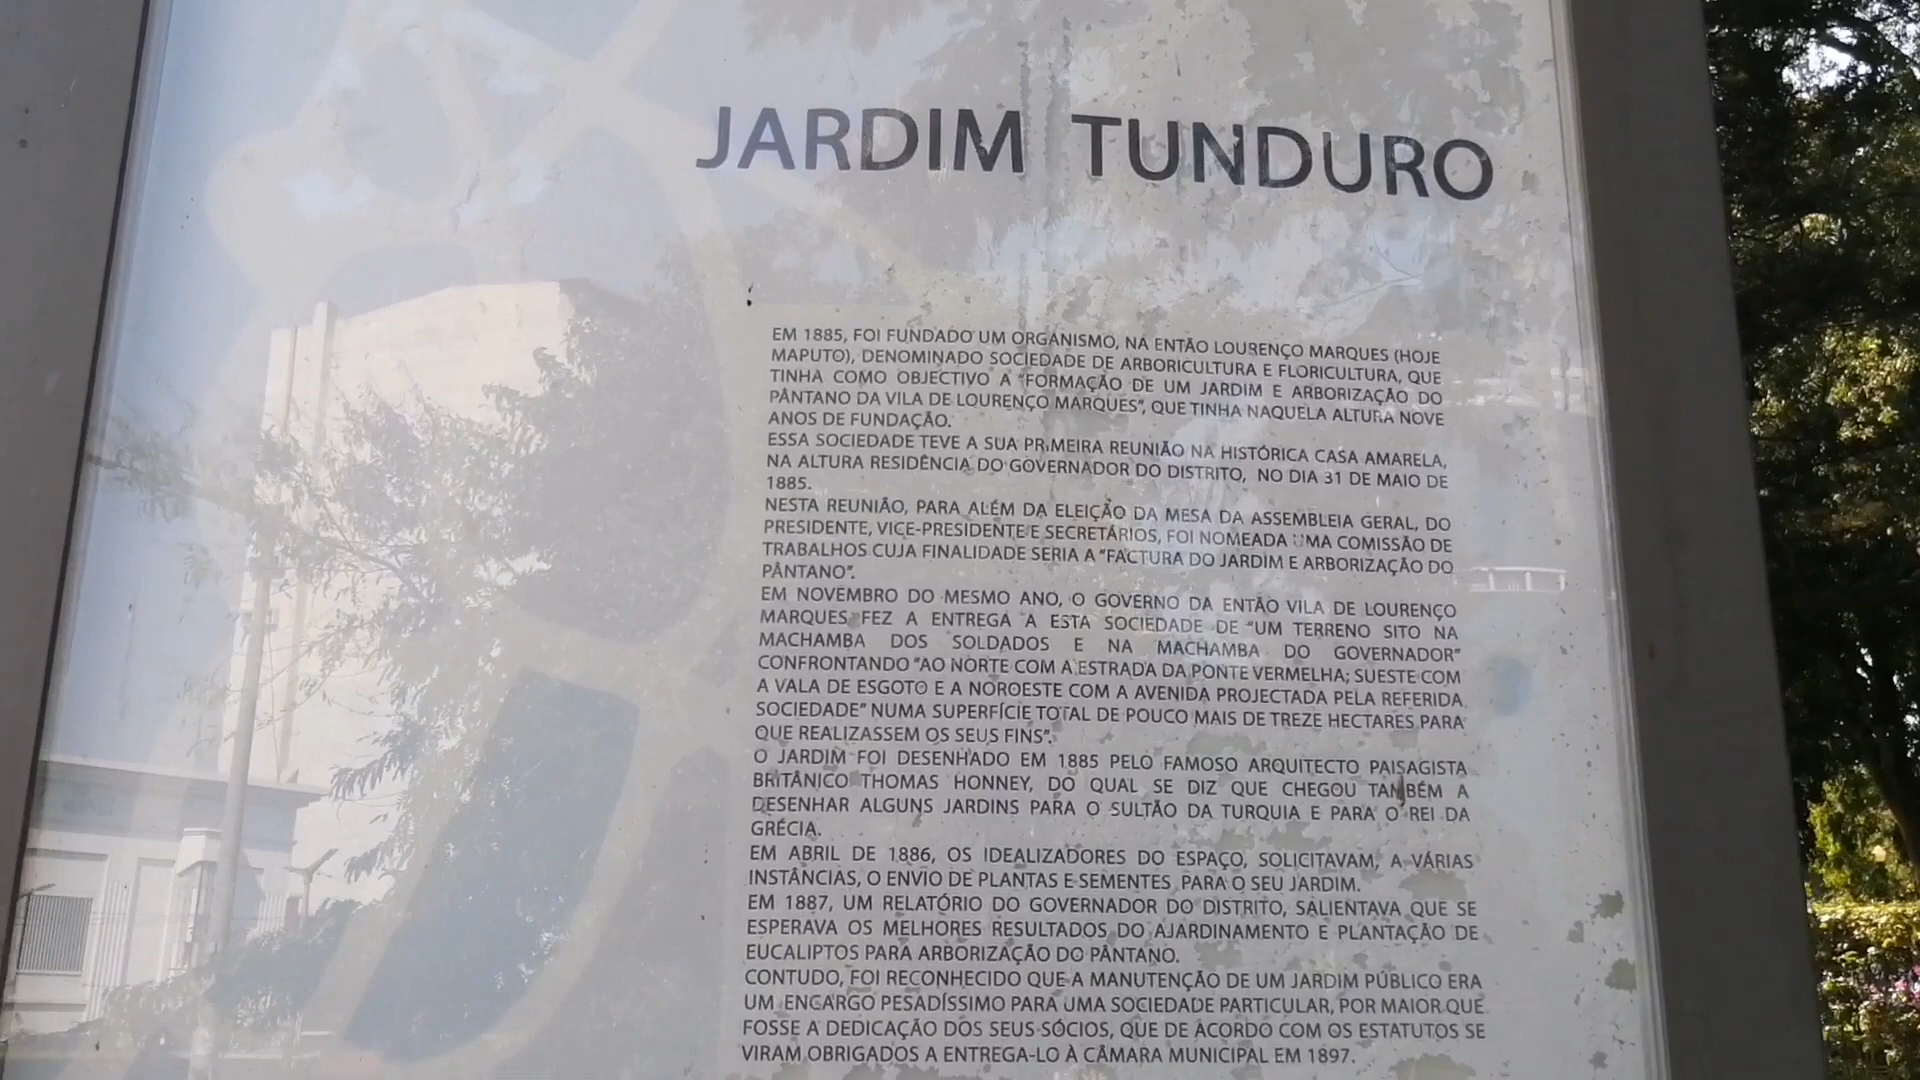 JARDIM TUNDURO
EM 1885, FOI FUNDADO UM ORGANISMO, NA ENTÃO LOURENÇO MARQUES (HOJE
MAPUTO), DENOMINADO SOCIEDADE DE ARBORICULTURA E FLORICULTURA, QUE
TINHA COMO OBJECTIVO A "FORMAÇÃO DE UM JARDIM E ARBORIZAÇÃO DO
PÂNTANO DA VILA DE LOURENÇO MARQUES", QUE TINHA NAQUELA ALTURA NOVE
ANOS DE FUNDAÇÃO.
ESSA SOCIEDADE TEVE A SUA PRIMEIRA REUNIÃO NA HISTÓRICA CASA AMARELA,
NA ALTURA RESIDÊNCIA DO GOVERNADOR DO DISTRITO, NO DIA 31 DE MAIO DE
1885.
NESTA REUNIÃO, PARA ALÉM DA ELEIÇÃO DA MESA DA ASSEMBLEIA GERAL, DO
PRESIDENTE, VICE-PRESIDENTE E SECRETÁRIOS, FOI NOMEADA UMA COMISSÃO DE
TRABALHOS CUJA FINALIDADE SERIA A "FACTURA DO JARDIM E ARBORIZAÇÃO DO
PÂNTANO".
EM NOVEMBRO DO MESMO ANO, O GOVERNO DA ENTÃO VILA DE LOURENÇO
MARQUES FEZ A ENTREGA A ESTA SOCIEDADE DE "UM TERRENO SITO NA
MACHAMBA DOS SOLDADOS E NA MACHAMBA DO GOVERNADOR"
CONFRONTANDO "AO NORTE COM A ESTRADA DA PONTE VERMELHA; SUESTE COM
A VALA DE ESGOTO E A NOROESTE COM A AVENIDA PROJECTADA PELA REFERIDA
SOCIEDADE" NUMA SUPERFÍCIE TOTAL DE POUCO MAIS DE TREZE HECTARES PARA
QUE REALIZASSEM OS SEUS FINS".
O JARDIM FOI DESENHADO EM 1885 PELO FAMOSO ARQUITECTO PAISAGISTA
BRITÂNICO THOMAS HONNEY, DO QUAL SE DIZ QUE CHEGOU TAMBÉM A
DESENHAR ALGUNS JARDINS PARA O SULTÃO DA TURQUIA E PARA O REI DA
GRÉCIA.
EM ABRIL DE 1886, OS IDEALIZADORES DO ESPAÇO, SOLICITAVAM, A VÁRIAS
INSTÂNCIAS, O ENVIO DE PLANTAS E SEMENTES PARA O SEU JARDIM.
EM 1887, UM RELATÓRIO DO GOVERNADOR DO DISTRITO, SALIENTAVA QUE SE
ESPERAVA OS MELHORES RESULTADOS DO AJARDINAMENTO E PLANTAÇÃO DE
EUCALIPTOS PARA ARBORIZAÇÃO DO PÂNTANO.
CONTUDO, FOI RECONHECIDO QUE A MANUTENÇÃO DE UM JARDIM PÚBLICO ERA
UM ENCARGO PESADÍSSIMO PARA UMA SOCIEDADE PARTICULAR, POR MAIOR QUE
FOSSE A DEDICAÇÃO DOS SEUS SÓCIOS, QUE DE ACORDO COM OS ESTATUTOS SE
VIRAM OBRIGADOS A ENTREGA-LO À CÂMARA MUNICIPAL EM 1897.